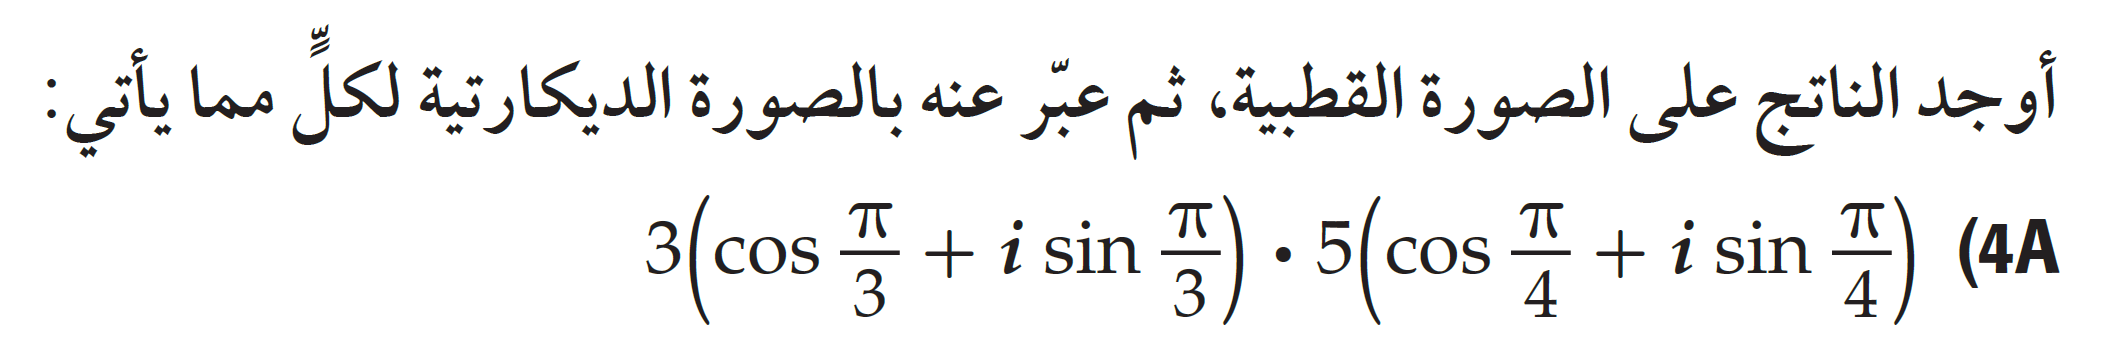 أوجد الناتج على الصورة القطبية، ثم عبّر عنه بالصورة الديكارتية لكلٍّ مما يأتي:
(4A 3(cos π/3 + i sin π/3) • 5(cos π/4 + i sin π/4)